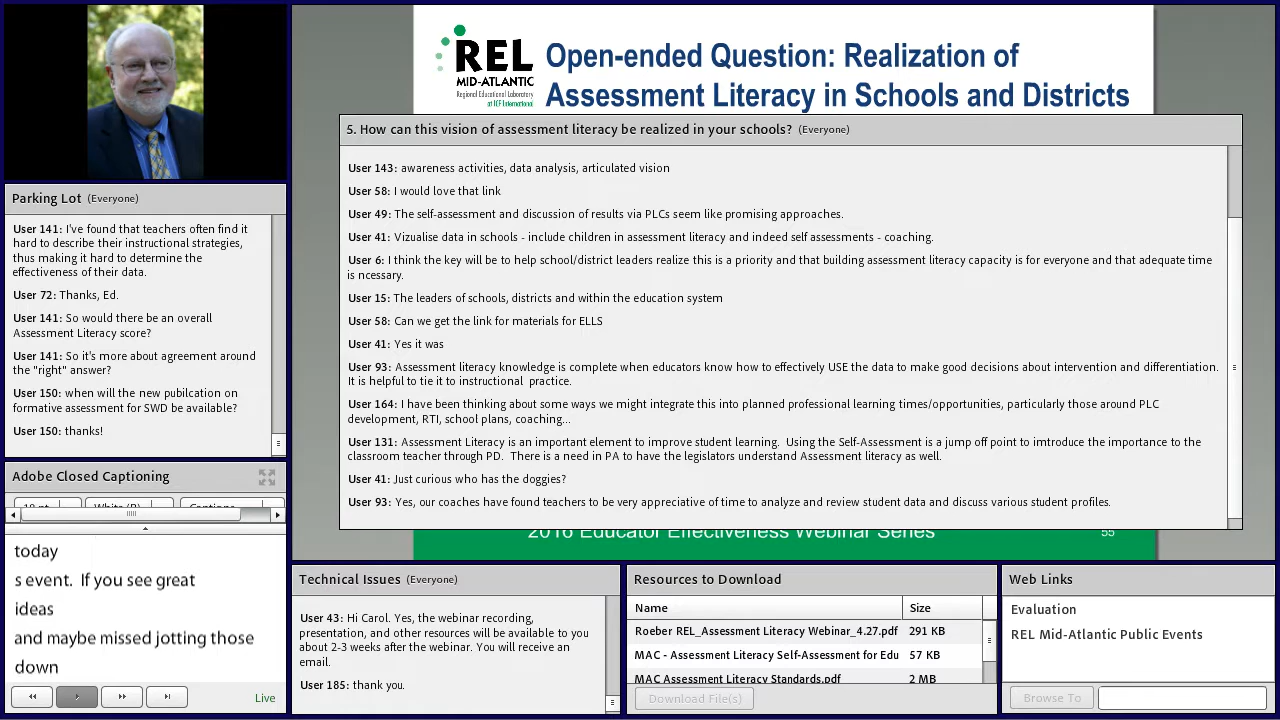 REL
MID-ATLANTIC
Regional Educational Laboratory
at ICF International
Open-ended Question: Realization of
Assessment Literacy in Schools and Districts
5. How can this vision of assessment literacy be realized in your schools? (Everyone)
User 143: awareness activities, data analysis, articulated vision
User 58: I would love that link
User 49: The self-assessment and discussion of results via PLCs seem like promising approaches.
User 41: Vizualise data in schools - include children in assessment literacy and indeed self assessments - coaching.
User 6: I think the key will be to help school/district leaders realize this is a priority and that building assessment literacy capacity is for everyone and that adequate time
is ncessary.
User 15: The leaders of schools, districts and within the education system
User 58: Can we get the link for materials for ELLS
User 41: Yes it was
User 93: Assessment literacy knowledge is complete when educators know how to effectively USE the data to make good decisions about intervention and differentiation.
It is helpful to tie it to instructional practice.
User 164: I have been thinking about some ways we might integrate this into planned professional learning times/opportunities, particularly those around PLC
development, RTI, school plans, coaching...
User 131: Assessment Literacy is an important element to improve student learning. Using the Self-Assessment is a jump off point to imtroduce the importance to the
classroom teacher through PD. There is a need in PA to have the legislators understand Assessment literacy as well.
User 41: Just curious who has the doggies?
User 93: Yes, our coaches have found teachers to be very appreciative of time to analyze and review student data and discuss various student profiles.
2016 Educator Effectiveness Webinar Series
55
Parking Lot (Everyone)
User 141: I've found that teachers often find it
hard to describe their instructional strategies,
thus making it hard to determine the
effectiveness of their data.
User 72: Thanks, Ed.
User 141: So would there be an overall
Assessment Literacy score?
User 141: So it's more about agreement around
the "right" answer?
User 150: when will the new pubilcation on
formative assessment for SWD be available?
User 150: thanks!
Adobe Closed Captioning
18 pt
White (B)
Captions
today
s event. If you see great
ideas
and maybe missed jotting those
down
Live
Technical Issues (Everyone)
User 43: Hi Carol. Yes, the webinar recording,
presentation, and other resources will be available to you
about 2-3 weeks after the webinar. You will receive an
email.
User 185: thank you.
Resources to Download
Name Size
Roeber REL_Assessment Literacy Webinar_4.27.pdf 291 KB
MAC - Assessment Literacy Self-Assessment for Edu 57 KB
MAC Assessment Literacy Standards.pdf 2 MB
Download File(s)
Web Links
Evaluation
REL Mid-Atlantic Public Events
Browse To